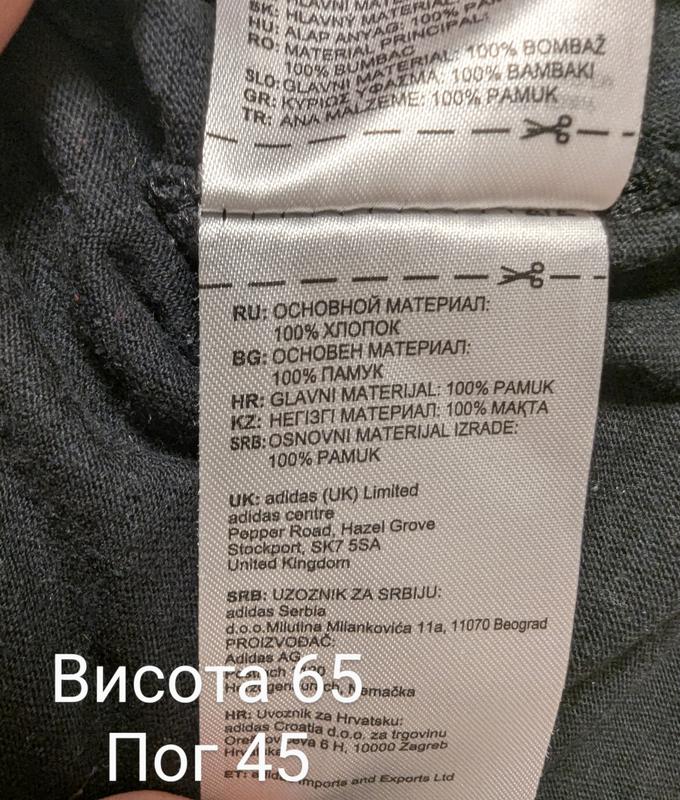 HLAVNÝ MATERIÁL:
HU: ALAP ANYAG: 100% PAMUT
RO: MATERIAL PRINCIPAL:
100% BUMBAC
SLO: GLAVNI MATERIAL: 100% BOMBAŽ
GR: ΚΥΡΙΟΣ ΥΦΑΣΜΑ: 100% BAMBAKI
TR: ANA MALZEME: 100% PAMUK
RU: ОСНОВНОЙ МАТЕРИАЛ:
100% ХЛОПОК
BG: ОСНОВЕН МАТЕРИАЛ:
100% ПАМУК
HR: GLAVNI MATERIJAL: 100% PAMUK
KZ: НЕГІЗГІ МАТЕРИАЛ: 100% МАҚТА
SRB: OSNOVNI MATERIJAL IZRADE:
100% PAMUK
UK: adidas (UK) Limited
adidas centre
Pepper Road, Hazel Grove
Stockport, SK7 5SA
United Kingdom
SRB: UZOZNIK ZA SRBIJU:
adidas Serbia
d.o.o.Milutina Milankovića 11a, 11070 Beograd
PROIZVOĐAČ:
Adidas AG
Nemačka
HR: Uvoznik za Hrvatsku:
adidas Croatia d.o.o. za trgovinu
6 H, 10000 Zagreb
ET: Imports and Exports Ltd
Висота 65
Пог 45